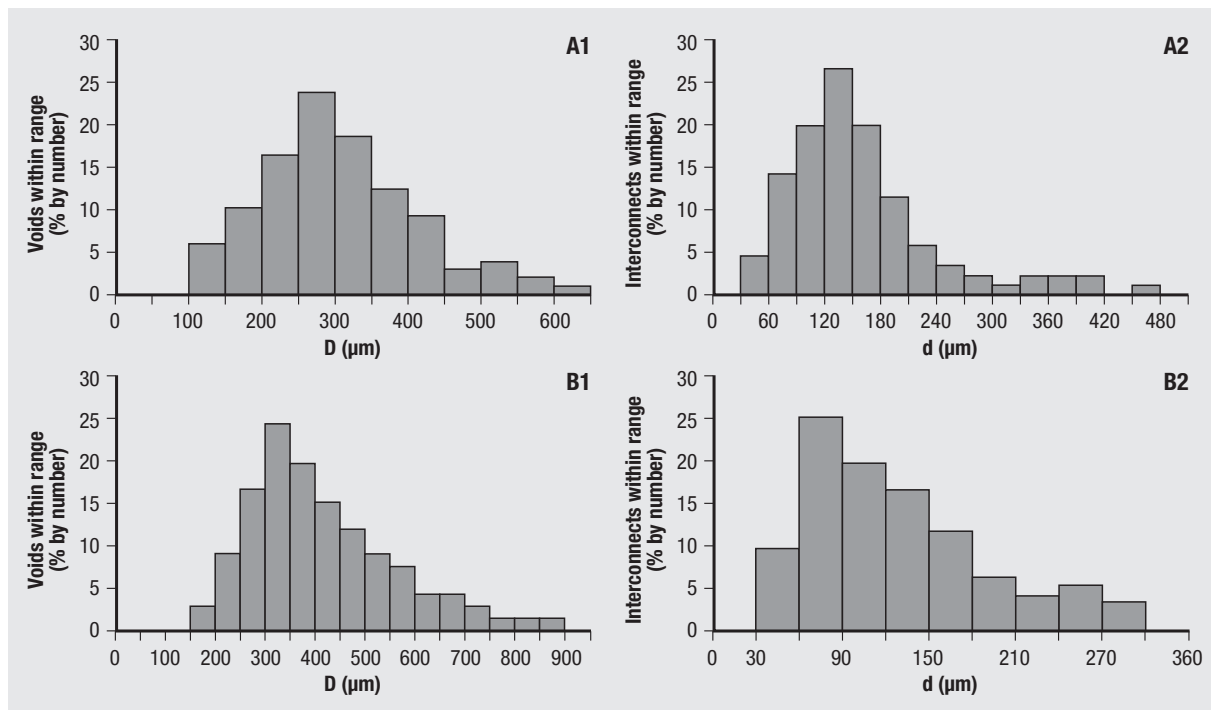 A1
Voids within range
(% by number)
30
25
20
15
10
5
0
0 100 200 300 400 500 600
D (µm)
A2
Interconnects within range
(% by number)
30
25
20
15
10
5
0
0 60 120 180 240 300 360 420 480
d (µm)
B1
Voids within range
(% by number)
30
25
20
15
10
5
0
0 100 200 300 400 500 600 700 800 900
D (µm)
B2
Interconnects within range
(% by number)
30
25
20
15
10
5
0
0 30 90 150 210 270 360
d (µm)